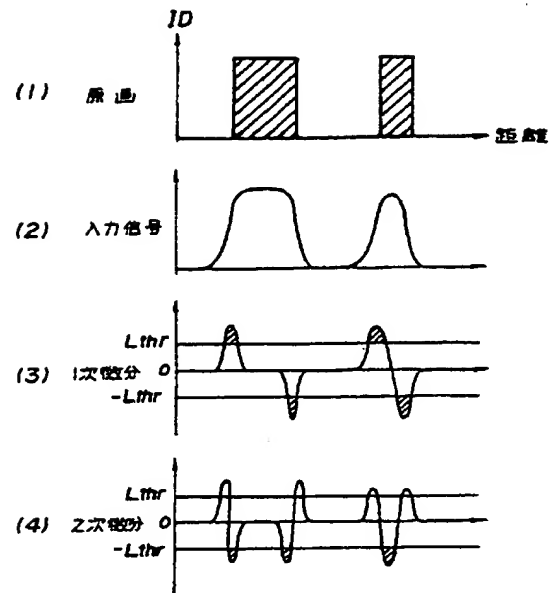 ID
(1) 原画
距離
(2) 入力信号
Lthr
(3) 1次微分 0
-Lthr
Lthr
(4) 2次微分 0
-Lthr